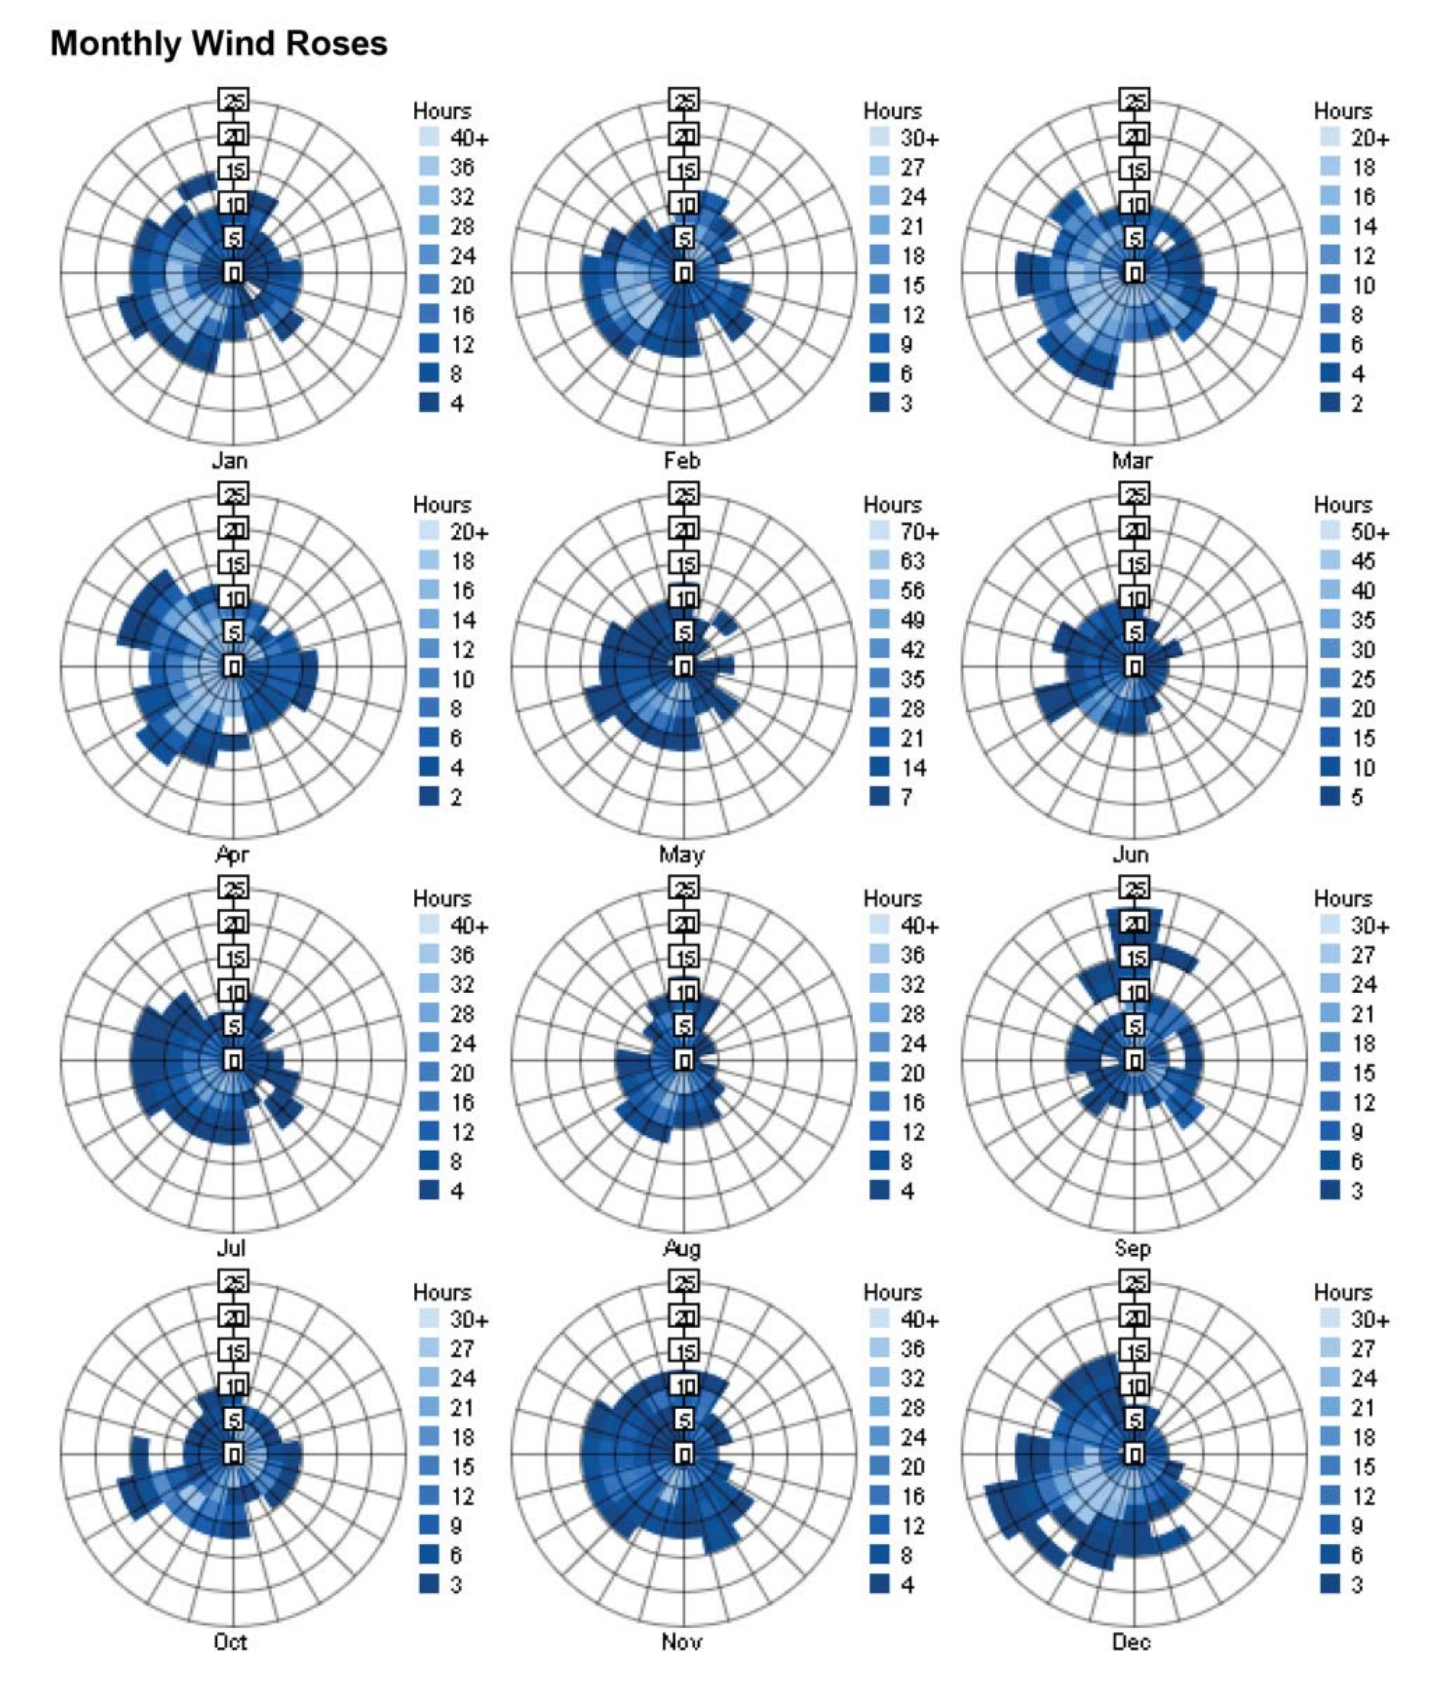 Monthly Wind Roses
25 25 25
Hours Hours Hours
20 40+ 20 30+ 20 20+
15 36 15 27 15 18
10 32 10 24 10 16
5 28 5 21 5 14
24 18 12
0 20 0 15 0 10
16 12 8
12 9 6
8 6 4
4 3 2
Jan Feb Mar
25 25 25
Hours Hours Hours
20 20+ 20 70+ 20 50+
15 18 15 63 15 45
10 16 10 56 10 40
5 14 5 49 5 35
12 42 30
0 10 0 35 0 25
8 28 20
6 21 15
4 14 10
2 7 5
Apr May Jun
25 25 25
Hours Hours Hours
20 40+ 20 40+ 20 30+
15 36 15 36 15 27
10 32 10 32 10 24
5 28 5 28 5 21
24 24 18
0 20 0 20 0 15
16 16 12
12 12 9
8 8 6
4 4 3
Jul Aug Sep
25 25 25
Hours Hours Hours
20 30+ 20 40+ 20 30+
15 27 15 36 15 27
10 24 10 32 10 24
5 21 5 28 5 21
18 24 18
0 15 0 20 0 15
12 16 12
9 12 9
6 8 6
3 4 3
Oct Nov Dec